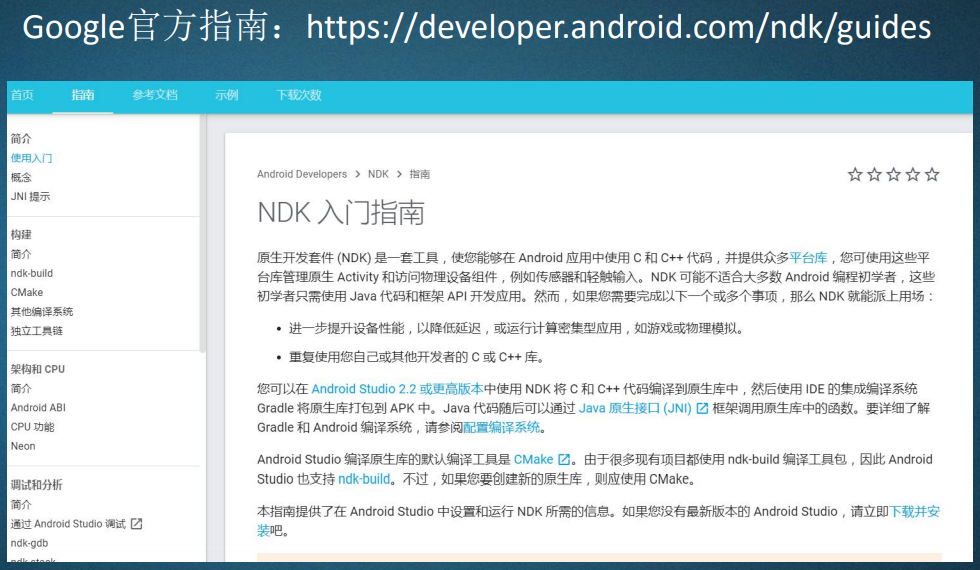 Google官方指南：https://developer.android.com/ndk/guides
首页 指南 参考文档 示例 下载次数
简介
使用入门
概念
JNI 提示
构建
简介
ndk-build
CMake
其他编译系统
独立工具链
架构和 CPU
简介
Android ABI
CPU 功能
Neon
调试和分析
简介
通过 Android Studio 调试
ndk-gdb
ndk-stack
Android Developers > NDK > 指南
NDK 入门指南
原生开发套件 (NDK) 是一套工具，使您能够在 Android 应用中使用 C 和 C++ 代码，并提供众多平台库，您可使用这些平
台库管理原生 Activity 和访问物理设备组件，例如传感器和轻触输入。NDK 可能不适合大多数 Android 编程初学者，这些
初学者只需使用 Java 代码和框架 API 开发应用。然而，如果您需要完成以下一个或多个事项，那么 NDK 就能派上用场：
• 进一步提升设备性能，以降低延迟，或运行计算密集型应用，如游戏或物理模拟。
• 重复使用您自己或其他开发者的 C 或 C++ 库。
您可以在 Android Studio 2.2 或更高版本中使用 NDK 将 C 和 C++ 代码编译到原生库中，然后使用 IDE 的集成编译系统
Gradle 将原生库打包到 APK 中。Java 代码随后可以通过 Java 原生接口 (JNI) 框架调用原生库中的函数。要详细了解
Gradle 和 Android 编译系统，请参阅配置编译系统。
Android Studio 编译原生库的默认编译工具是 CMake。由于很多现有项目都使用 ndk-build 编译工具包，因此 Android
Studio 也支持 ndk-build。不过，如果您要创建新的原生库，则应使用 CMake。
本指南提供了在 Android Studio 中设置和运行 NDK 所需的信息。如果您没有最新版本的 Android Studio，请立即下载并安
装吧。